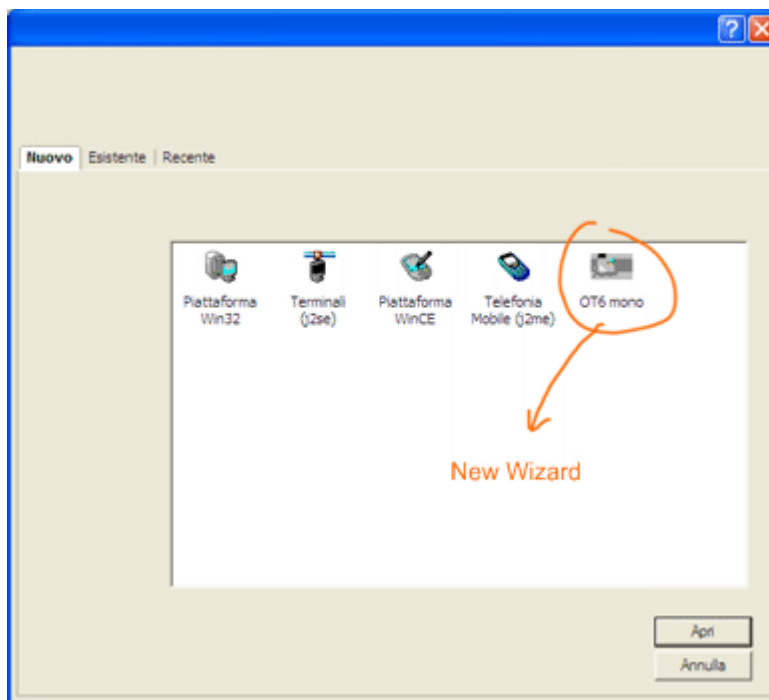 ?
Nuovo Esistente Recente
Piattaforma Terminali Piattaforma Telefonia OT6 mono
Win32 (j2se) WinCE Mobile (j2me)
New Wizard
Apri
Annulla